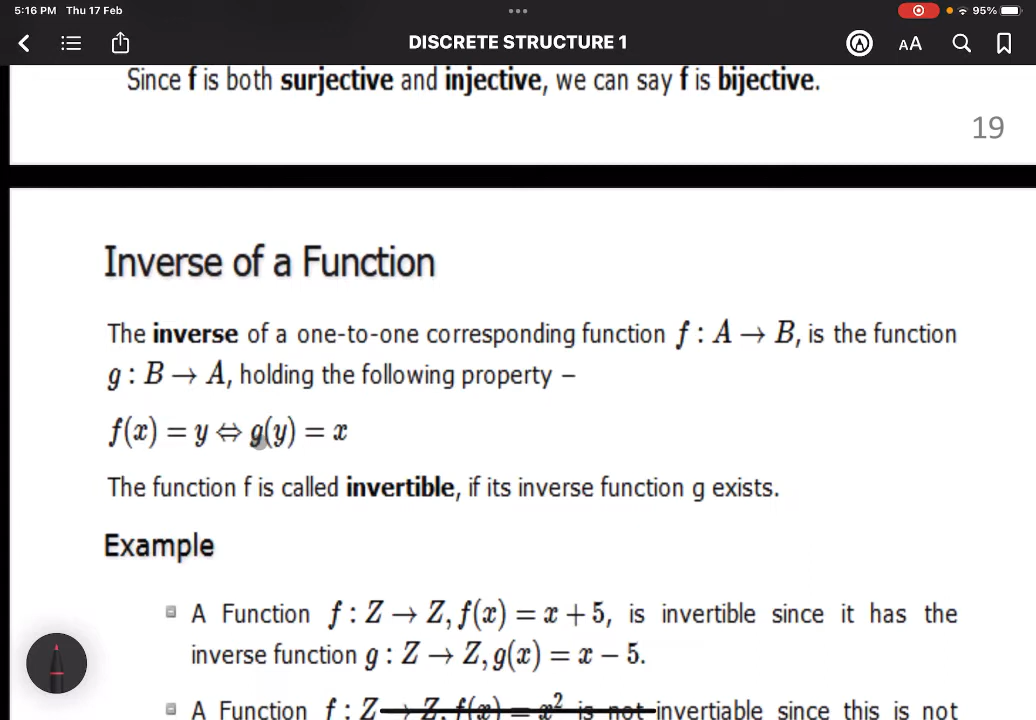 5:16 PM Thu 17 Feb
95%
DISCRETE STRUCTURE 1
AA
Since f is both surjective and injective, we can say f is bijective.
19
Inverse of a Function
The inverse of a one-to-one corresponding function f : A → B, is the function
g : B → A, holding the following property –
f(x) = y ⇔ g(y) = x
The function f is called invertible, if its inverse function g exists.
Example
A Function f : Z → Z, f(x) = x + 5, is invertible since it has the
inverse function g : Z → Z, g(x) = x − 5.
A Function f : Z → Z, f(x) = x² is not invertiable since this is not